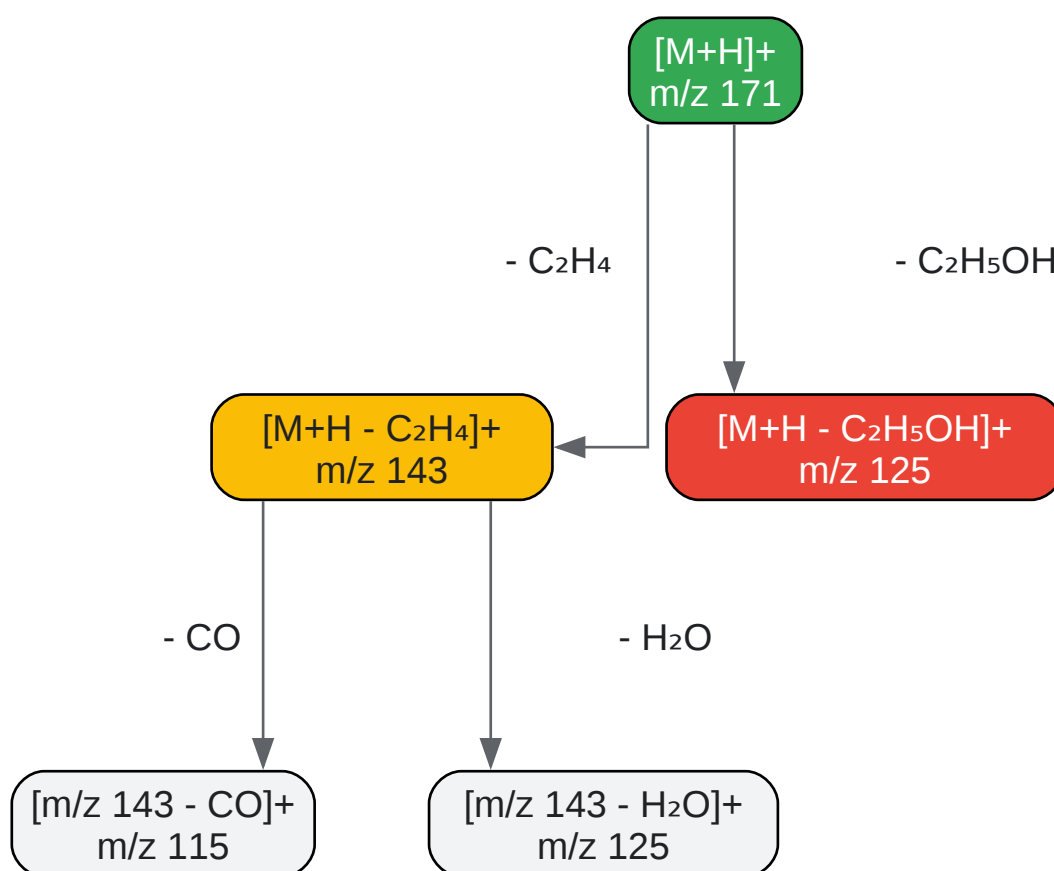 [M+H]+
m/z 171
- C₂H₄
- C₂H₅OH
[M+H - C₂H₄]+
m/z 143
[M+H - C₂H₅OH]+
m/z 125
- CO
- H₂O
[m/z 143 - CO]+
m/z 115
[m/z 143 - H₂O]+
m/z 125